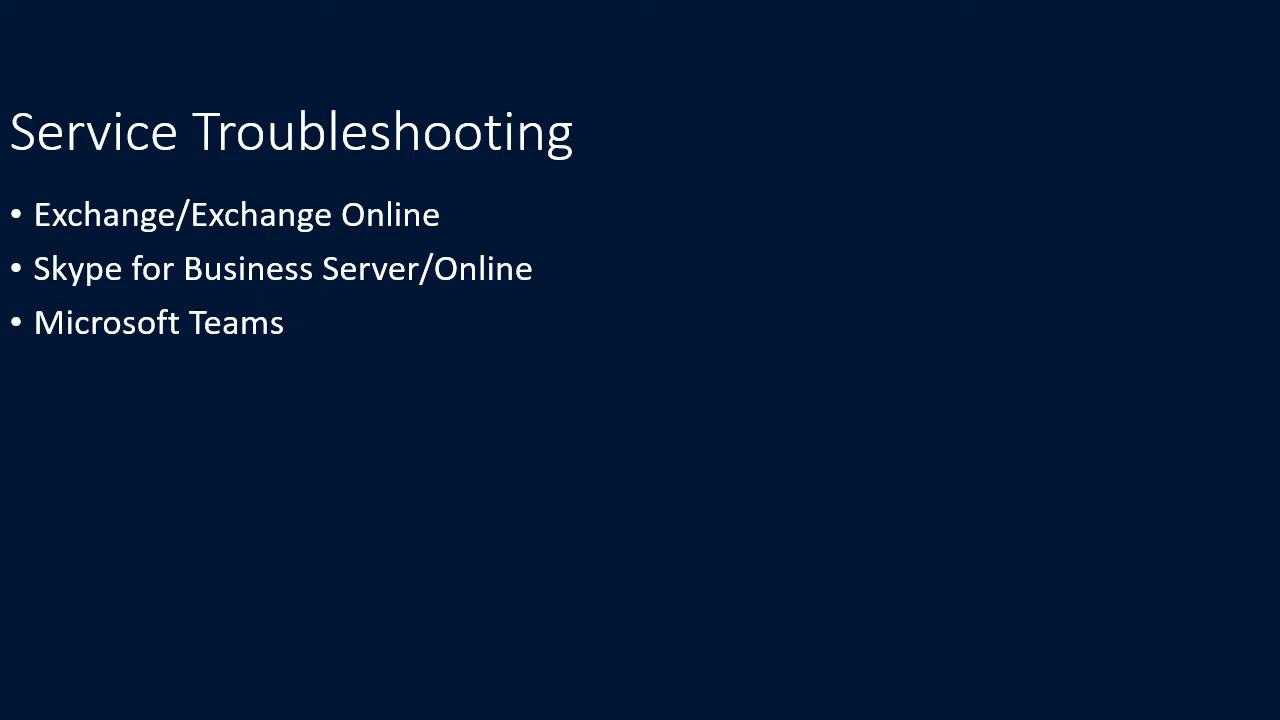 Service Troubleshooting
• Exchange/Exchange Online
• Skype for Business Server/Online
• Microsoft Teams